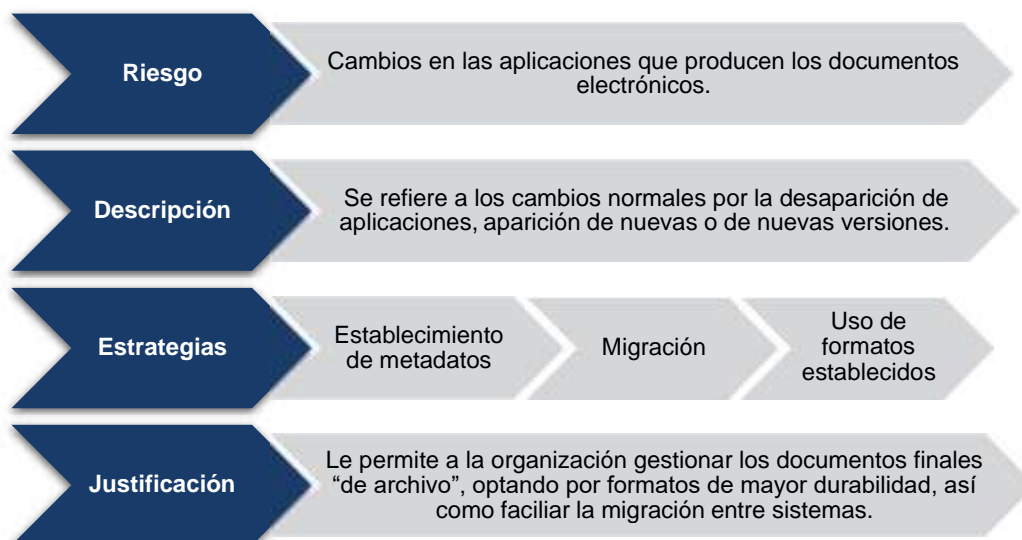 Riesgo
Cambios en las aplicaciones que producen los documentos
electrónicos.
Descripción
Se refiere a los cambios normales por la desaparición de
aplicaciones, aparición de nuevas o de nuevas versiones.
Estrategias
Establecimiento
de metadatos
Migración
Uso de
formatos
establecidos
Justificación
Le permite a la organización gestionar los documentos finales
“de archivo”, optando por formatos de mayor durabilidad, así
como faciliar la migración entre sistemas.